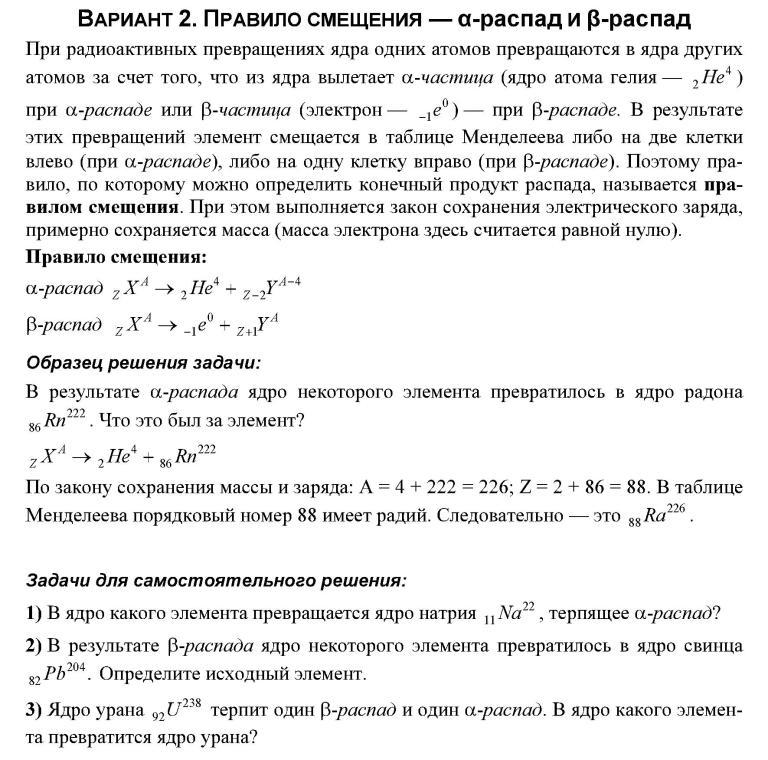 ВАРИАНТ 2. ПРАВИЛО СМЕЩЕНИЯ — α-распад и β-распад
При радиоактивных превращениях ядра одних атомов превращаются в ядра других
атомов за счет того, что из ядра вылетает α-частица (ядро атома гелия — ₂He⁴)
при α-распаде или β-частица (электрон — ₋₁e⁰) — при β-распаде. В результате
этих превращений элемент смещается в таблице Менделеева либо на две клетки
влево (при α-распаде), либо на одну клетку вправо (при β-распаде). Поэтому пра-
вило, по которому можно определить конечный продукт распада, называется пра-
вилом смещения. При этом выполняется закон сохранения электрического заряда,
примерно сохраняется масса (масса электрона здесь считается равной нулю).
Правило смещения:
α-распад _Z X^A → ₂He⁴ + _{Z−2}Y^{A−4}
β-распад _Z X^A → ₋₁e⁰ + _{Z+1}Y^A
Образец решения задачи:
В результате α-распада ядро некоторого элемента превратилось в ядро радона
₈₆Rn²²². Что это был за элемент?
_Z X^A → ₂He⁴ + ₈₆Rn²²²
По закону сохранения массы и заряда: A = 4 + 222 = 226; Z = 2 + 86 = 88. В таблице
Менделеева порядковый номер 88 имеет радий. Следовательно — это ₈₈Ra²²⁶.
Задачи для самостоятельного решения:
1) В ядро какого элемента превращается ядро натрия ₁₁Na²², терпящее α-распад?
2) В результате β-распада ядро некоторого элемента превратилось в ядро свинца
₈₂Pb²⁰⁴. Определите исходный элемент.
3) Ядро урана ₉₂U²³⁸ терпит один β-распад и один α-распад. В ядро какого элемен-
та превратится ядро урана?